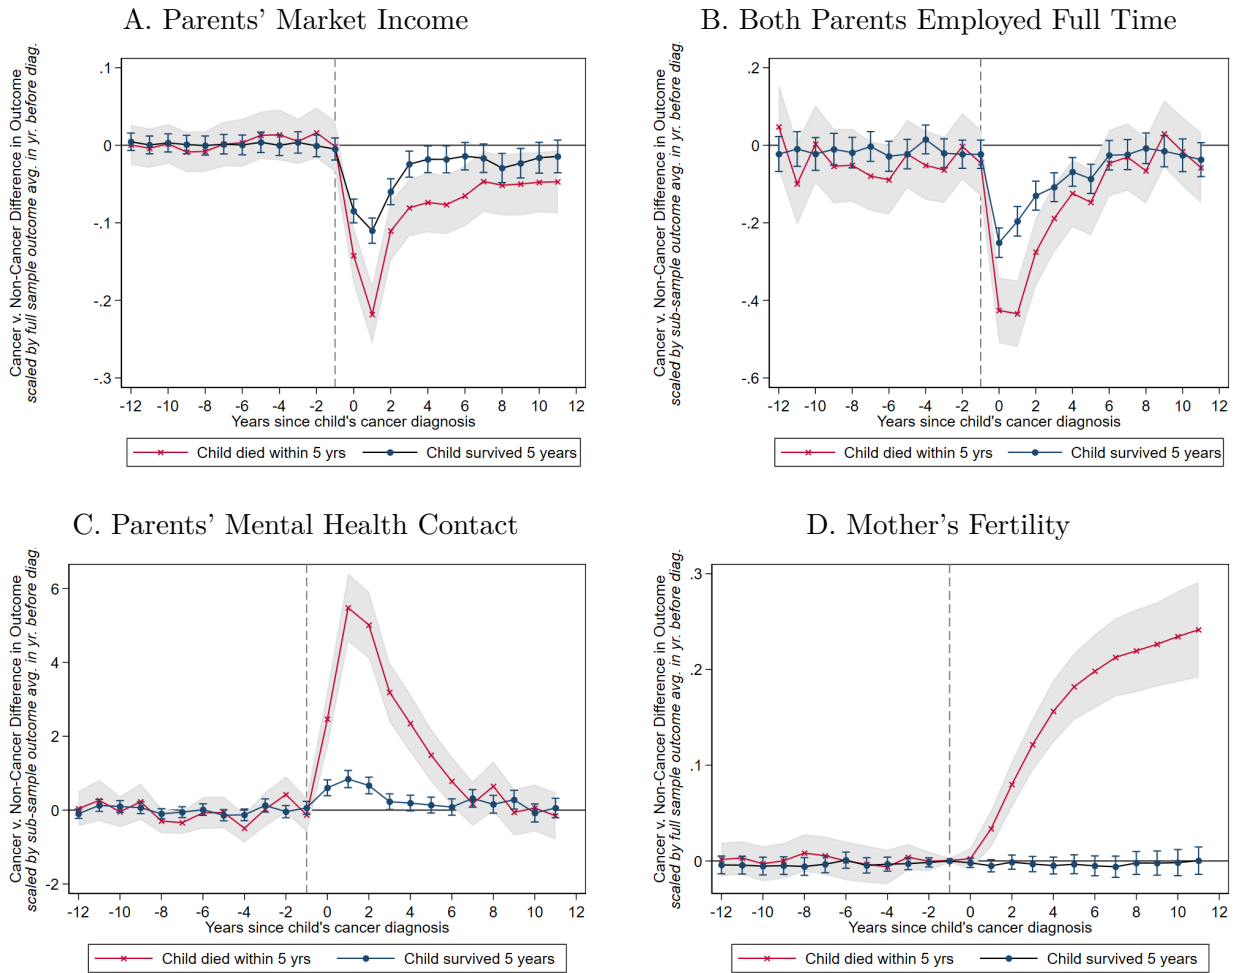 A. Parents' Market Income
Cancer v. Non-Cancer Difference in Outcome
scaled by full sample outcome avg. in yr. before diag.
.1
0
-.1
-.2
-.3
-12 -10 -8 -6 -4 -2 0 2 4 6 8 10 12
Years since child's cancer diagnosis
Child died within 5 yrs Child survived 5 years
B. Both Parents Employed Full Time
Cancer v. Non-Cancer Difference in Outcome
scaled by sub-sample outcome avg. in yr. before diag.
.2
0
-.2
-.4
-.6
-12 -10 -8 -6 -4 -2 0 2 4 6 8 10 12
Years since child's cancer diagnosis
Child died within 5 yrs Child survived 5 years
C. Parents' Mental Health Contact
Cancer v. Non-Cancer Difference in Outcome
scaled by sub-sample outcome avg. in yr. before diag.
6
4
2
0
-2
-12 -10 -8 -6 -4 -2 0 2 4 6 8 10 12
Years since child's cancer diagnosis
Child died within 5 yrs Child survived 5 years
D. Mother's Fertility
Cancer v. Non-Cancer Difference in Outcome
scaled by full sample outcome avg. in yr. before diag.
.3
.2
.1
0
-12 -10 -8 -6 -4 -2 0 2 4 6 8 10 12
Years since child's cancer diagnosis
Child died within 5 yrs Child survived 5 years